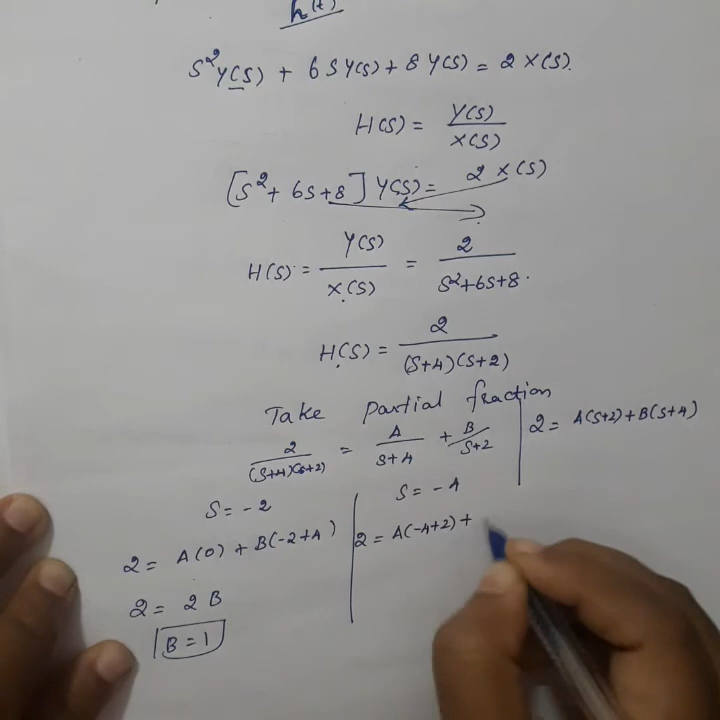 h(t)
S²Y(S) + 6SY(S) + 8Y(S) = 2X(S).
H(S) = Y(S)/X(S)
[S² + 6S + 8] Y(S) = 2X(S)
H(S) = Y(S)/X(S) = 2/(S²+6S+8).
H(S) = 2/((S+4)(S+2))
Take Partial fraction
2/((S+4)(S+2)) = A/(S+4) + B/(S+2)
2 = A(S+2) + B(S+4)
S = -2
2 = A(0) + B(-2+4)
2 = 2B
B = 1
S = -4
2 = A(-4+2) +